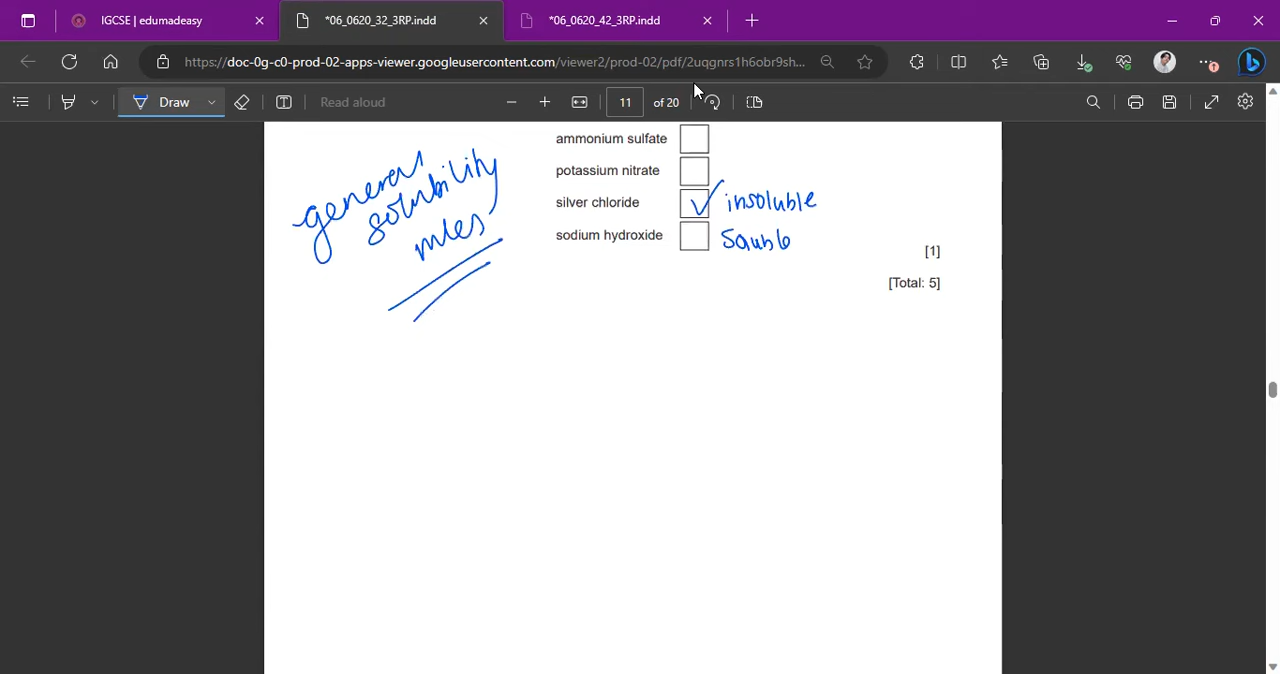 IGCSE | edumadeasy
*06_0620_32_3RP.indd
*06_0620_42_3RP.indd
https://doc-0g-c0-prod-02-apps-viewer.googleusercontent.com/viewer2/prod-02/pdf/2uqgnrs1h6obr9sh...
Draw
Read aloud
11
of 20
ammonium sulfate
potassium nitrate
silver chloride
insoluble
sodium hydroxide
Souble
general
solubility
rules
[1]
[Total: 5]